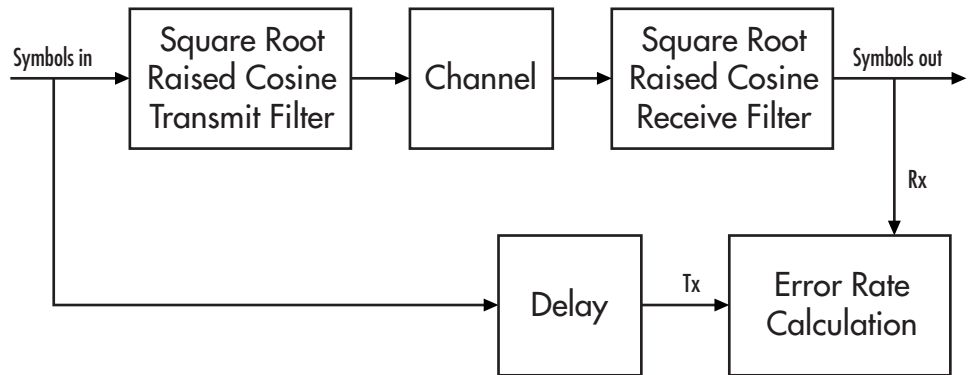 Symbols in
Square Root
Raised Cosine
Transmit Filter
Channel
Square Root
Raised Cosine
Receive Filter
Symbols out
Rx
Delay
Tx
Error Rate
Calculation